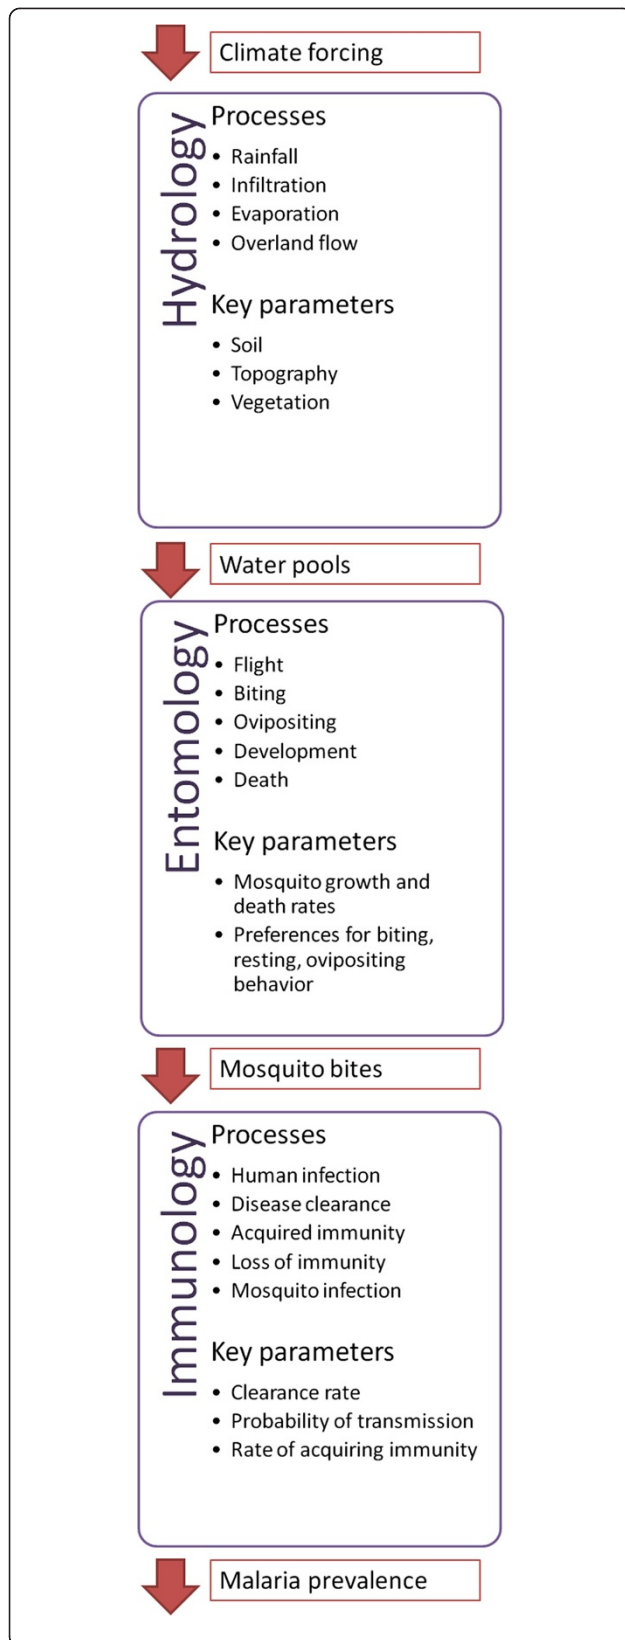 Climate forcing
Hydrology
Processes
• Rainfall
• Infiltration
• Evaporation
• Overland flow
Key parameters
• Soil
• Topography
• Vegetation
Water pools
Entomology
Processes
• Flight
• Biting
• Ovipositing
• Development
• Death
Key parameters
• Mosquito growth and
death rates
• Preferences for biting,
resting, ovipositing
behavior
Mosquito bites
Immunology
Processes
• Human infection
• Disease clearance
• Acquired immunity
• Loss of immunity
• Mosquito infection
Key parameters
• Clearance rate
• Probability of transmission
• Rate of acquiring immunity
Malaria prevalence